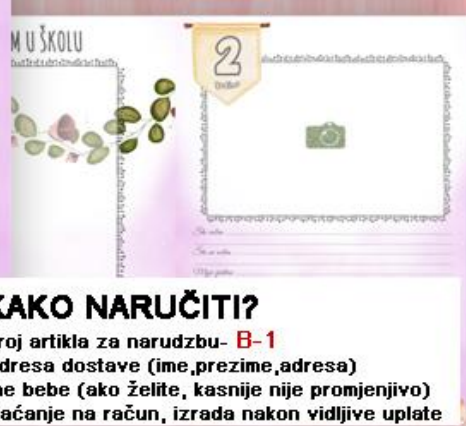 M U ŠKOLU
2
KAKO NARUČITI?
roj artikla za narudzbu- B-1
dresa dostave (ime,prezime,adresa)
ne bebe (ako želite, kasnije nije promjenjivo)
aćanje na račun, izrada nakon vidljive uplate